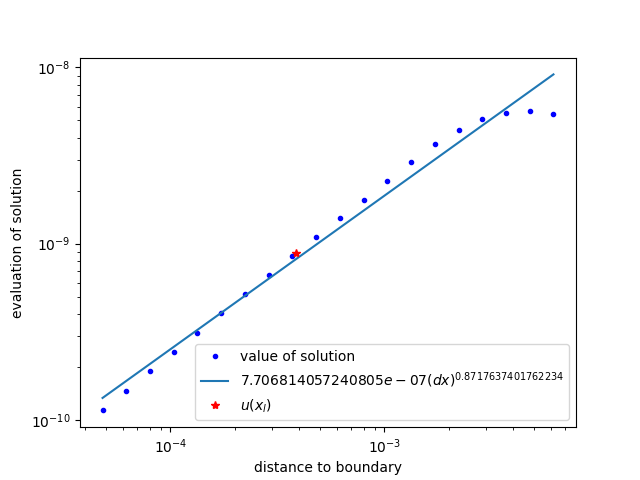 10⁻⁸
10⁻⁹
10⁻¹⁰
evaluation of solution
value of solution
7.706814057240805e − 07(dx)^0.8717637401762234
u(x_l)
10⁻⁴
10⁻³
distance to boundary